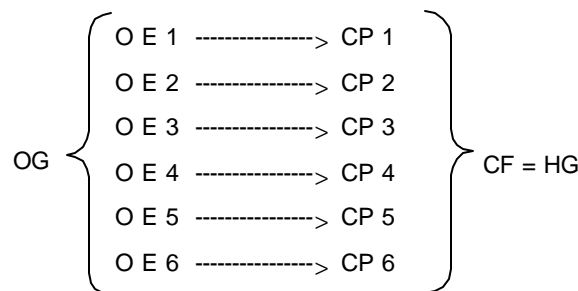 O E 1 -----------------> CP 1
O E 2 -----------------> CP 2
O E 3 -----------------> CP 3
OG
O E 4 -----------------> CP 4
CF = HG
O E 5 -----------------> CP 5
O E 6 -----------------> CP 6